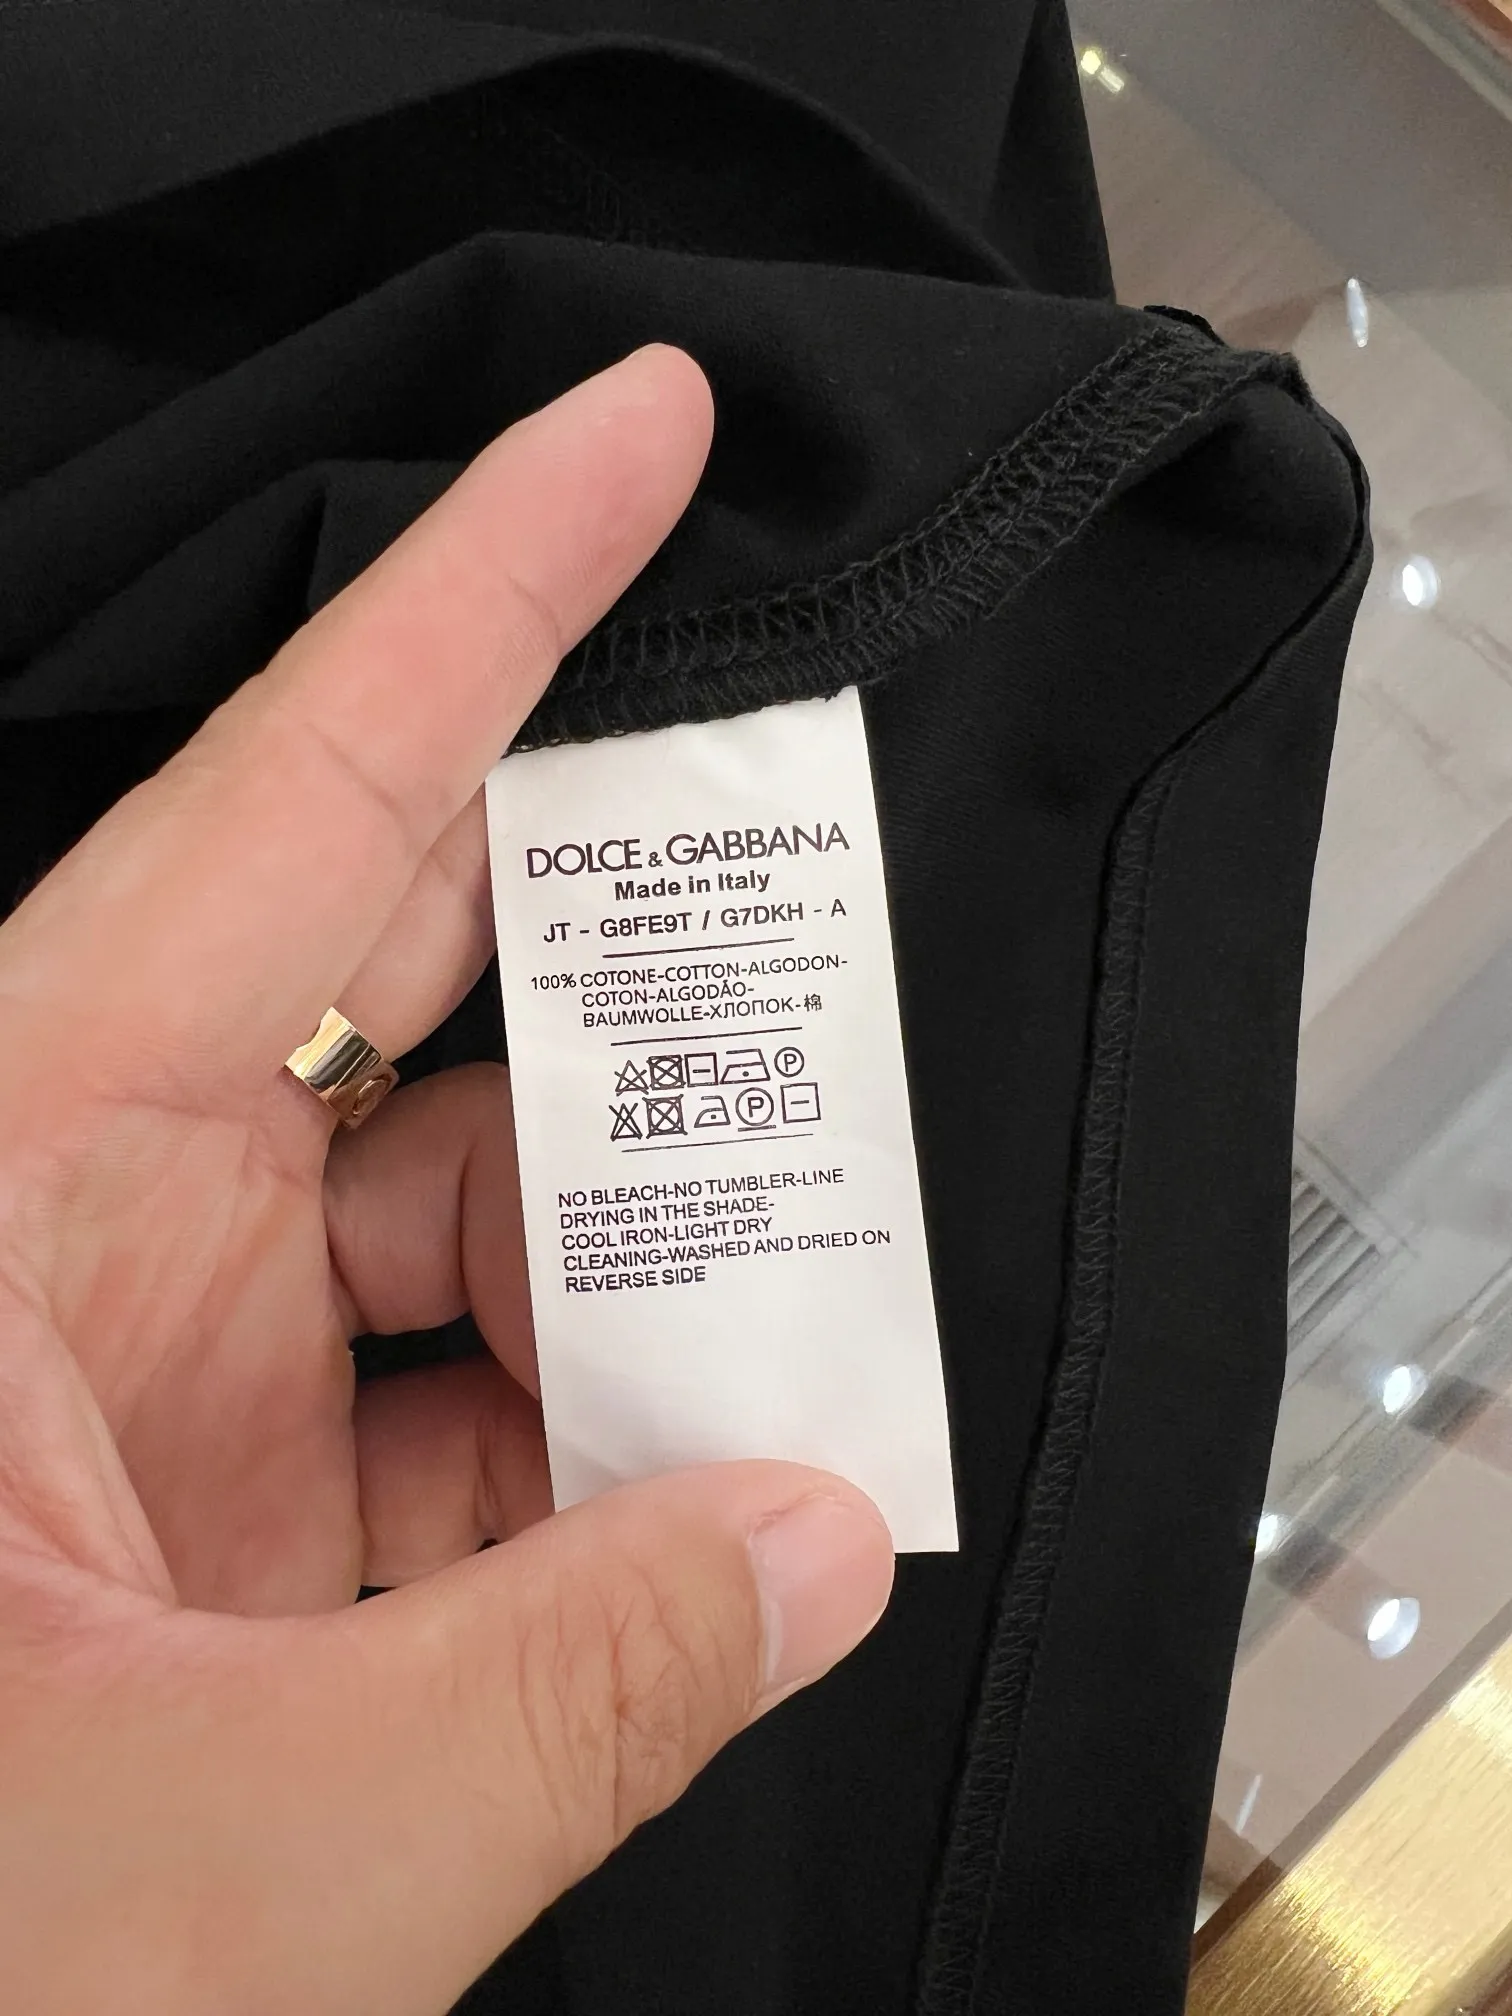 DOLCE & GABBANA
Made in Italy
JT - G8FE9T / G7DKH - A
100% COTONE-COTTON-ALGODON-
COTON-ALGODÃO-
BAUMWOLLE-ХЛОПОК-棉
P
P
NO BLEACH-NO TUMBLER-LINE
DRYING IN THE SHADE-
COOL IRON-LIGHT DRY
CLEANING-WASHED AND DRIED ON
REVERSE SIDE